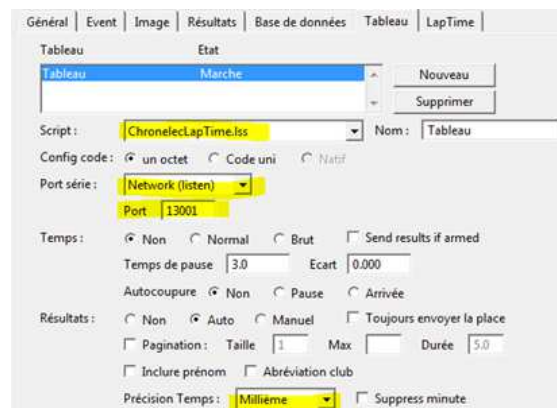 Général Event Image Résultats Base de données Tableau LapTime
Tableau Etat
Tableau Marche
Nouveau
Supprimer
Script : ChronelecLapTime.lss Nom : Tableau
Config code : un octet Code uni Natif
Port série : Network (listen)
Port 13001
Temps : Non Normal Brut Send results if armed
Temps de pause 3.0 Ecart 0.000
Autocoupure Non Pause Arrivée
Résultats : Non Auto Manuel Toujours envoyer la place
Pagination : Taille 1 Max Durée 5.0
Inclure prénom Abréviation club
Précision Temps : Millième Suppress minute